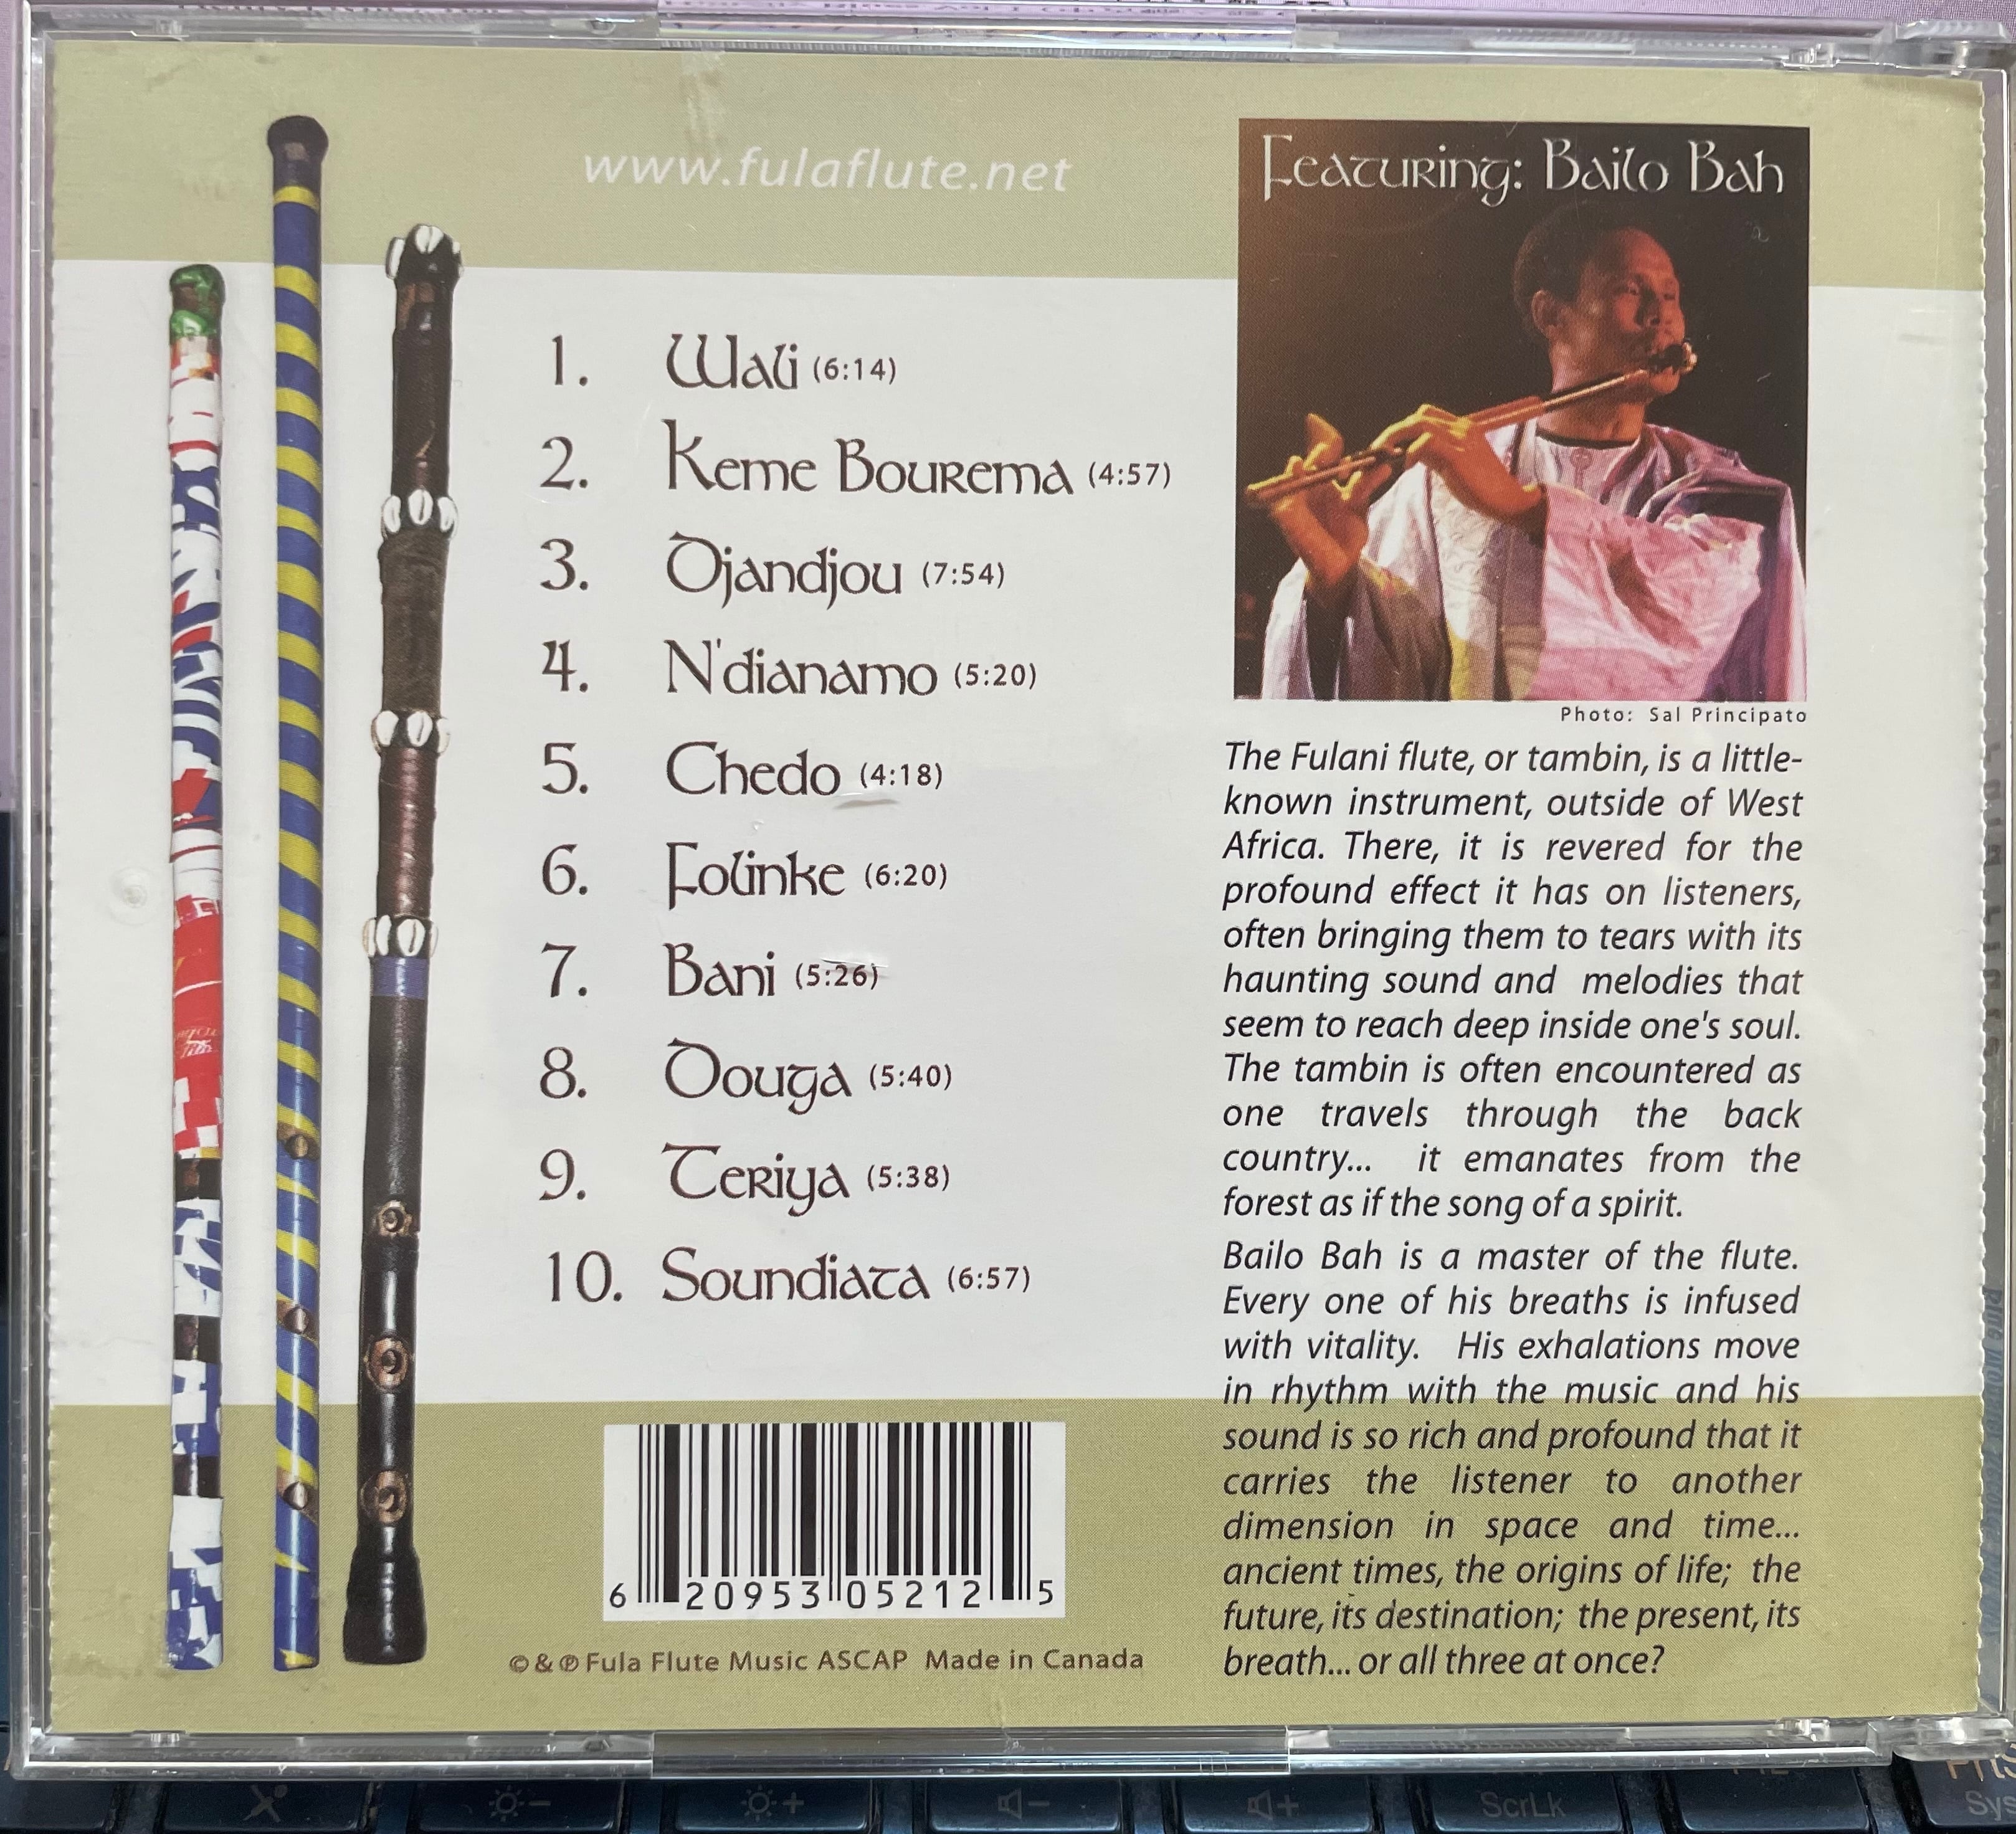 www.fulaflute.net
Featuring: Bailo Bah
1. Wali (6:14)
2. Keme Bourema (4:57)
3. Djandjou (7:54)
4. N'dianamo (5:20)
5. Chedo (4:18)
6. Folinke (6:20)
7. Bani (5:26)
8. Douga (5:40)
9. Teriya (5:38)
10. Soundiata (6:57)
Photo: Sal Principato
The Fulani flute, or tambin, is a little-
known instrument, outside of West
Africa. There, it is revered for the
profound effect it has on listeners,
often bringing them to tears with its
haunting sound and melodies that
seem to reach deep inside one's soul.
The tambin is often encountered as
one travels through the back
country... it emanates from the
forest as if the song of a spirit.
Bailo Bah is a master of the flute.
Every one of his breaths is infused
with vitality. His exhalations move
in rhythm with the music and his
sound is so rich and profound that it
carries the listener to another
dimension in space and time...
ancient times, the origins of life; the
future, its destination; the present, its
breath... or all three at once?
6 20953 05212 5
©&℗ Fula Flute Music ASCAP Made in Canada
ScrLk